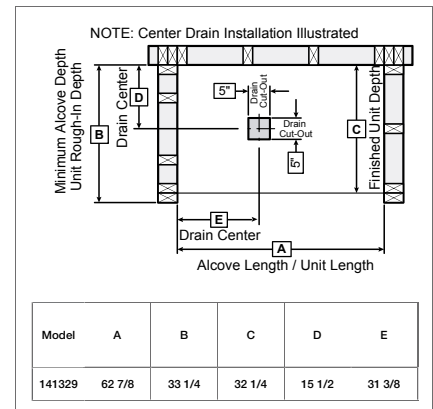 NOTE: Center Drain Installation Illustrated
Minimum Alcove Depth
Unit Rough-In Depth
B
Drain Center
D
5"
Drain
Cut-Out
Drain
Cut-Out
5"
C
Finished Unit Depth
E
Drain Center
A
Alcove Length / Unit Length
Model A B C D E
141329 62 7/8 33 1/4 32 1/4 15 1/2 31 3/8